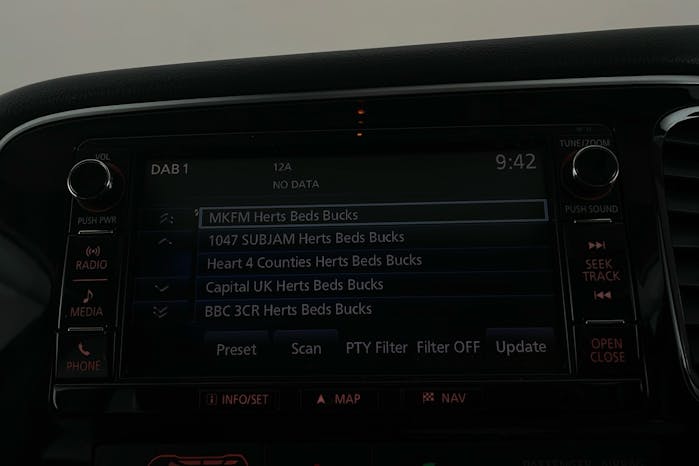 VOL
TUNE/ZOOM
DAB 1
12A
9:42
NO DATA
PUSH PWR
PUSH SOUND
MKFM Herts Beds Bucks
1047 SUBJAM Herts Beds Bucks
Heart 4 Counties Herts Beds Bucks
Capital UK Herts Beds Bucks
BBC 3CR Herts Beds Bucks
RADIO
MEDIA
PHONE
SEEK
TRACK
OPEN
CLOSE
Preset
Scan
PTY Filter
Filter OFF
Update
INFO/SET
MAP
NAV
PASSENGER AIRBAG